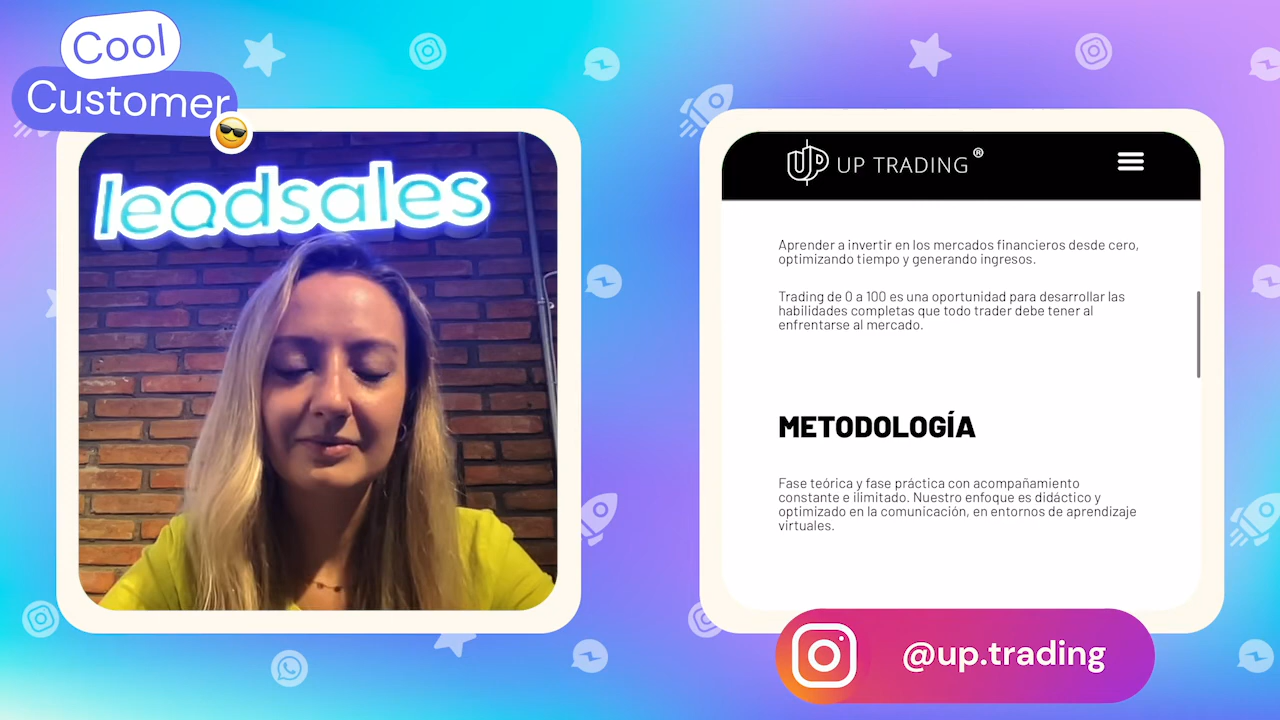 Cool
Customer
leadsales
UP TRADING®
Aprender a invertir en los mercados financieros desde cero,
optimizando tiempo y generando ingresos.
Trading de 0 a 100 es una oportunidad para desarrollar las
habilidades completas que todo trader debe tener al
enfrentarse al mercado.
METODOLOGÍA
Fase teórica y fase práctica con acompañamiento
constante e ilimitado. Nuestro enfoque es didáctico y
optimizado en la comunicación, en entornos de aprendizaje
virtuales.
@up.trading